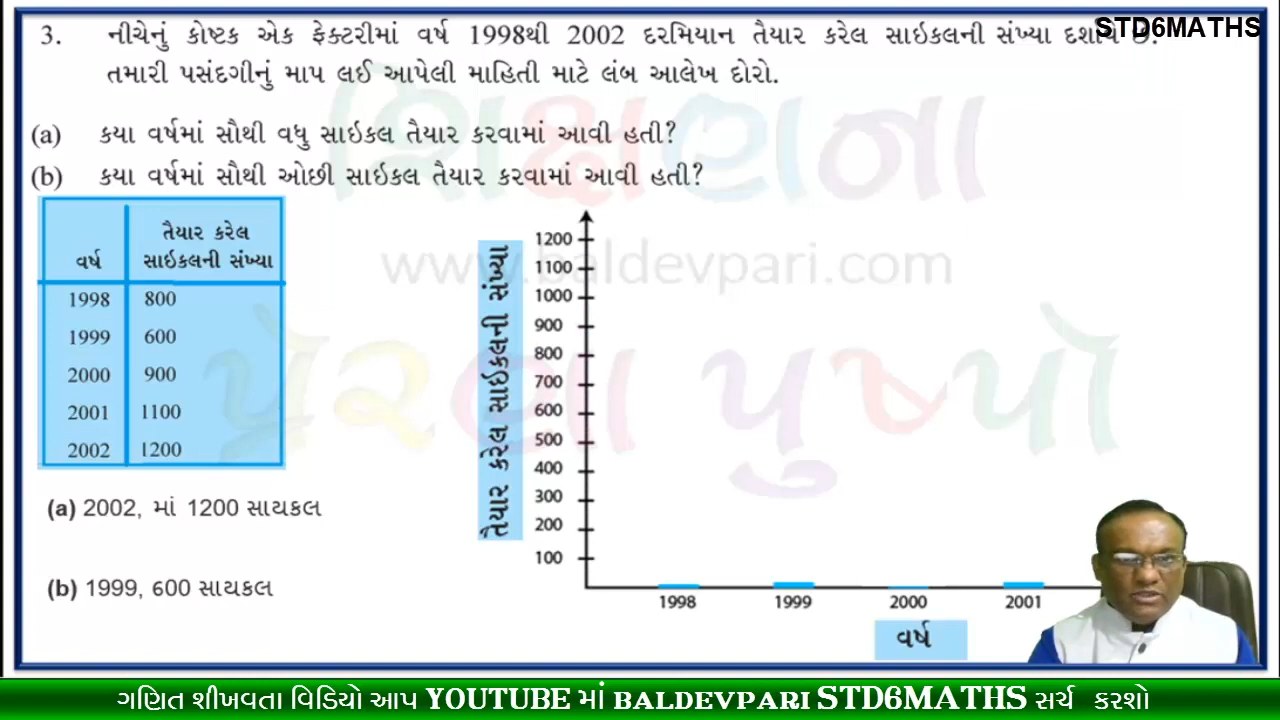 STD6MATHS
3. નીચેનું કોષ્ટક એક ફેક્ટરીમાં વર્ષ 1998થી 2002 દરમિયાન તૈયાર કરેલ સાઇકલની સંખ્યા
તમારી પસંદગીનું માપ લઈ આપેલી માહિતી માટે લંબ આલેખ દોરો.
(a) કયા વર્ષમાં સૌથી વધુ સાઇકલ તૈયાર કરવામાં આવી હતી?
(b) કયા વર્ષમાં સૌથી ઓછી સાઇકલ તૈયાર કરવામાં આવી હતી?
શિક્ષણના
www.baldevpari.com
પ્રેરણા પુષ્પો
વર્ષ તૈયાર કરેલ
સાઇકલની સંખ્યા
1998 800
1999 600
2000 900
2001 1100
2002 1200
(a) 2002, માં 1200 સાયકલ
(b) 1999, 600 સાયકલ
તૈયાર કરેલ સાઇકલની સંખ્યા
1200
1100
1000
900
800
700
600
500
400
300
200
100
1998 1999 2000 2001
વર્ષ
ગણિત શીખવતા વિડિયો આપ YOUTUBE માં BALDEVPARI STD6MATHS સર્ચ કરશો